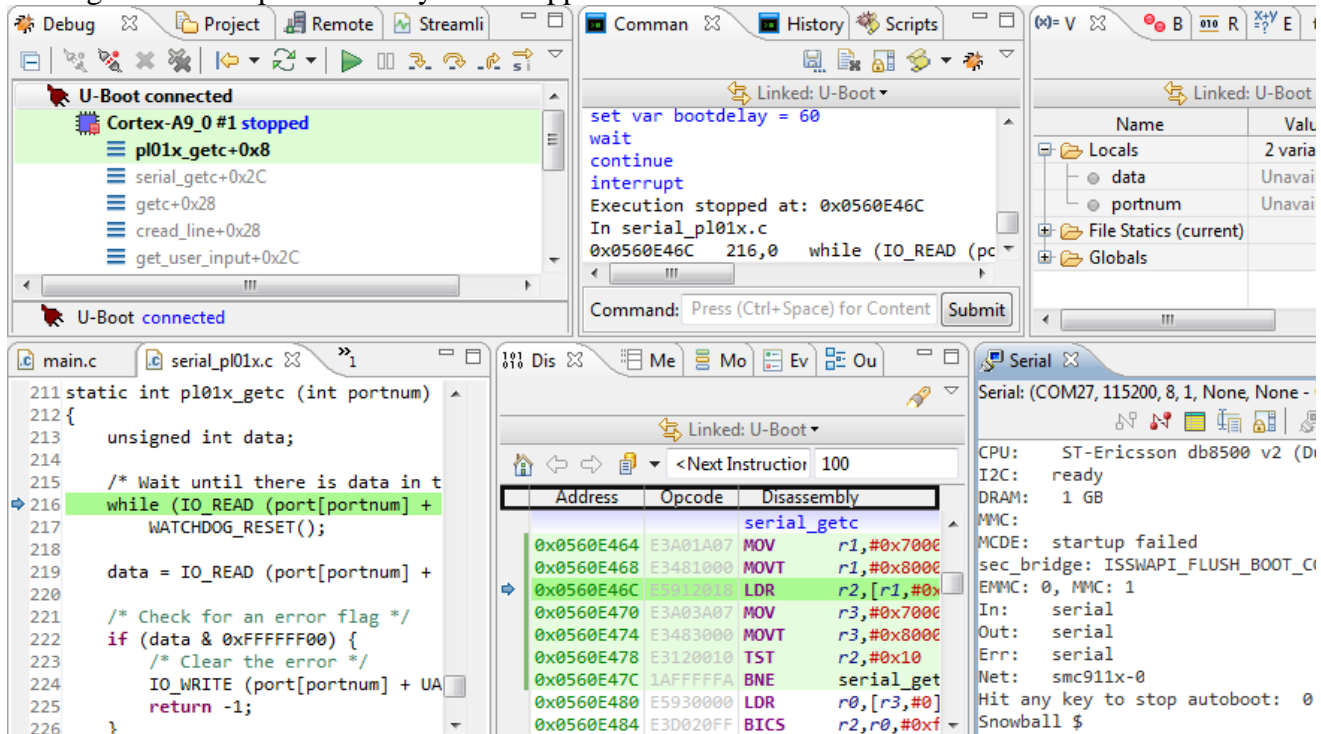 Debug Project Remote Streamli
U-Boot connected
Cortex-A9_0 #1 stopped
pl01x_getc+0x8
serial_getc+0x2C
getc+0x28
cread_line+0x28
get_user_input+0x2C
U-Boot connected
Comman History Scripts
Linked: U-Boot
set var bootdelay = 60
wait
continue
interrupt
Execution stopped at: 0x0560E46C
In serial_pl01x.c
0x0560E46C 216,0 while (IO_READ (pc
Command: Press (Ctrl+Space) for Content Submit
(x)= V B 010 R X+Y =? E
Linked: U-Boot
Name Valu
Locals 2 varia
data Unavai
portnum Unavai
File Statics (current)
Globals
main.c serial_pl01x.c »1
211 static int pl01x_getc (int portnum)
212 {
213 unsigned int data;
214
215 /* Wait until there is data in t
216 while (IO_READ (port[portnum] +
217 WATCHDOG_RESET();
218
219 data = IO_READ (port[portnum] +
220
221 /* Check for an error flag */
222 if (data & 0xFFFFFF00) {
223 /* Clear the error */
224 IO_WRITE (port[portnum] + UA
225 return -1;
226 }
Dis Me Mo Ev Ou
Linked: U-Boot
<Next Instruction 100
Address Opcode Disassembly
serial_getc
0x0560E464 E3A01A07 MOV r1,#0x7000
0x0560E468 E3481000 MOVT r1,#0x8000
0x0560E46C E5912018 LDR r2,[r1,#0x
0x0560E470 E3A03A07 MOV r3,#0x7000
0x0560E474 E3483000 MOVT r3,#0x8000
0x0560E478 E3120010 TST r2,#0x10
0x0560E47C 1AFFFFFA BNE serial_get
0x0560E480 E5930000 LDR r0,[r3,#0]
0x0560E484 E3D020FF BICS r2,r0,#0xf
Serial
Serial: (COM27, 115200, 8, 1, None, None -
CPU: ST-Ericsson db8500 v2 (Du
I2C: ready
DRAM: 1 GB
MMC:
MCDE: startup failed
sec_bridge: ISSWAPI_FLUSH_BOOT_CO
EMMC: 0, MMC: 1
In: serial
Out: serial
Err: serial
Net: smc911x-0
Hit any key to stop autoboot: 0
Snowball $